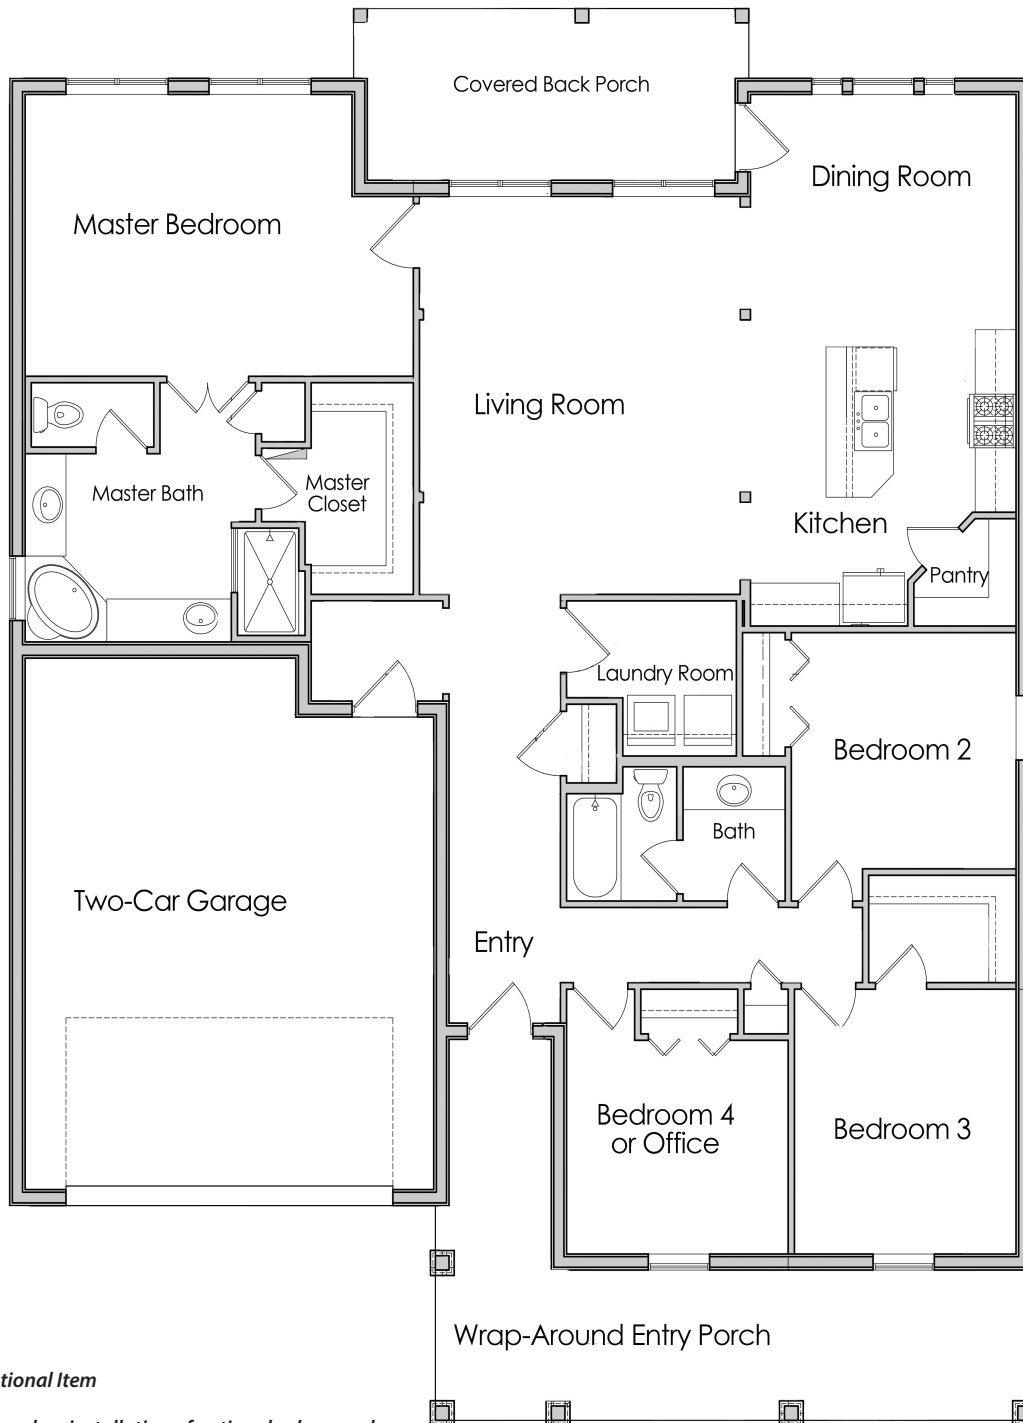 Covered Back Porch
Dining Room
Master Bedroom
Living Room
Master Bath
Master
Closet
Kitchen
Pantry
Laundry Room
Bedroom 2
Bath
Two-Car Garage
Entry
Bedroom 4
or Office
Bedroom 3
Wrap-Around Entry Porch
tional Item